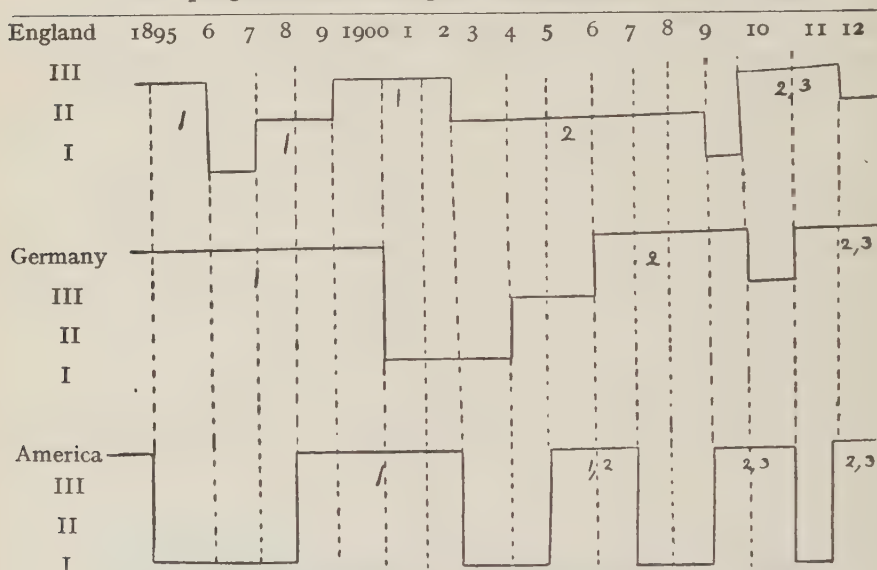 England 1895 6 7 8 9 1900 1 2 3 4 5 6 7 8 9 10 11 12
III
1 1 2,3
II
1 2
I
Germany
1 2 2,3
III
II
I
America
1 1,2 2,3 2,3
III
II
I